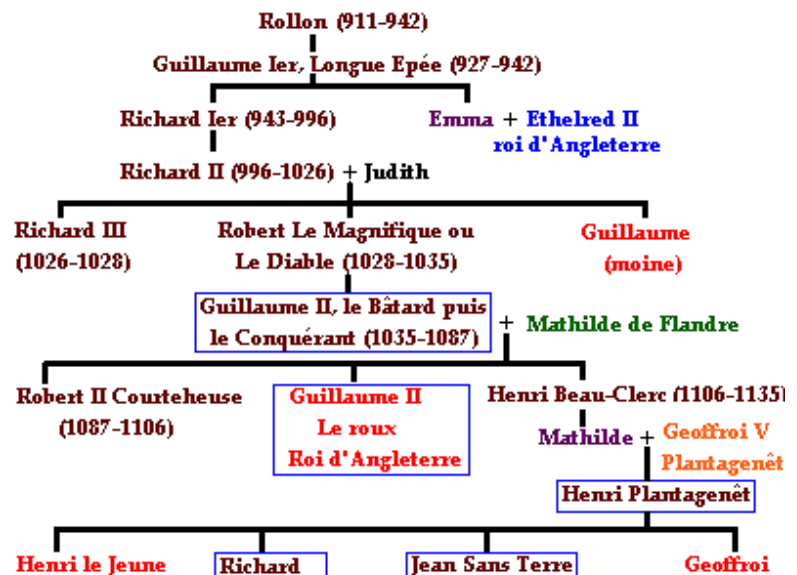 Rollon (911-942)
Guillaume Ier, Longue Epée (927-942)
Richard Ier (943-996)
Emma + Ethelred II
roi d'Angleterre
Richard II (996-1026) + Judith
Richard III
(1026-1028)
Robert Le Magnifique ou
Le Diable (1028-1035)
Guillaume
(moine)
Guillaume II, le Bâtard puis
le Conquérant (1035-1087)
+ Mathilde de Flandre
Robert II Courteheuse
(1087-1106)
Guillaume II
Le roux
Roi d'Angleterre
Henri Beau-Clerc (1106-1135)
Mathilde + Geoffroi V
Plantagenêt
Henri Plantagenêt
Henri le Jeune
Richard
Jean Sans Terre
Geoffroi